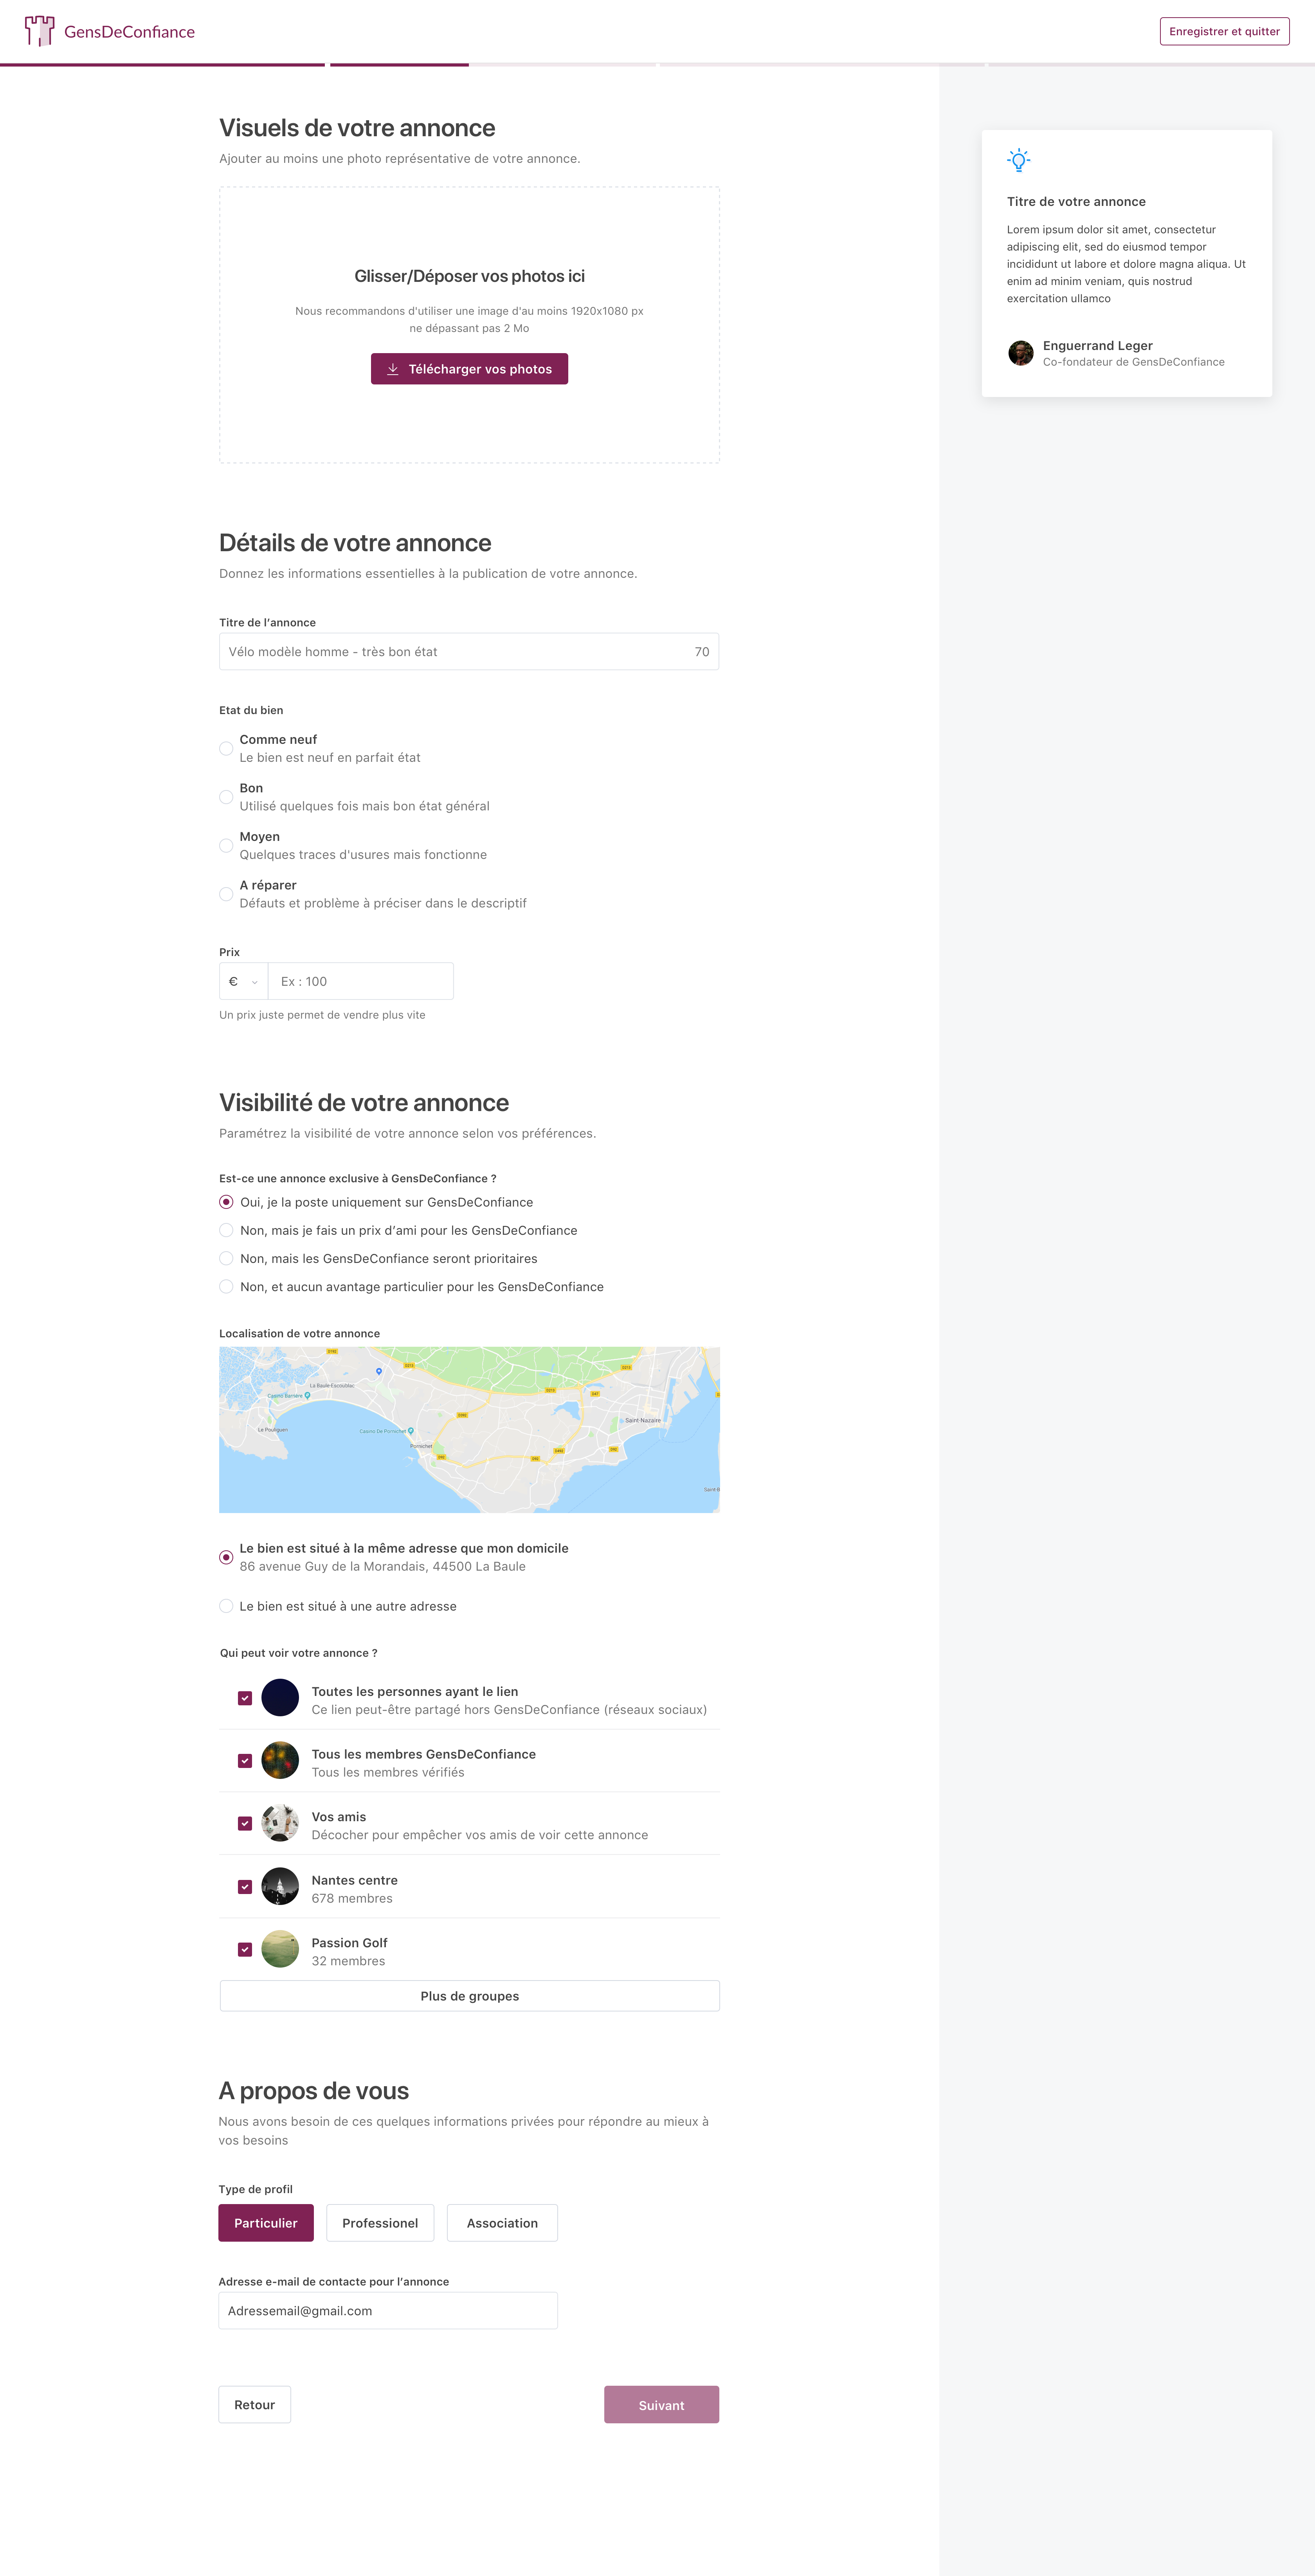 GensDeConfiance
Enregistrer et quitter
Visuels de votre annonce
Ajouter au moins une photo représentative de votre annonce.
Glisser/Déposer vos photos ici
Nous recommandons d'utiliser une image d'au moins 1920x1080 px
ne dépassant pas 2 Mo
Télécharger vos photos
Titre de votre annonce
Lorem ipsum dolor sit amet, consectetur
adipiscing elit, sed do eiusmod tempor
incididunt ut labore et dolore magna aliqua. Ut
enim ad minim veniam, quis nostrud
exercitation ullamco
Enguerrand Leger
Co-fondateur de GensDeConfiance
Détails de votre annonce
Donnez les informations essentielles à la publication de votre annonce.
Titre de l'annonce
Vélo modèle homme - très bon état 70
Etat du bien
Comme neuf
Le bien est neuf en parfait état
Bon
Utilisé quelques fois mais bon état général
Moyen
Quelques traces d'usures mais fonctionne
A réparer
Défauts et problème à préciser dans le descriptif
Prix
€ Ex : 100
Un prix juste permet de vendre plus vite
Visibilité de votre annonce
Paramétrez la visibilité de votre annonce selon vos préférences.
Est-ce une annonce exclusive à GensDeConfiance ?
Oui, je la poste uniquement sur GensDeConfiance
Non, mais je fais un prix d'ami pour les GensDeConfiance
Non, mais les GensDeConfiance seront prioritaires
Non, et aucun avantage particulier pour les GensDeConfiance
Localisation de votre annonce
La Baule-Escoublac
Casino Barrière
Le Pouliguen
Casino De Pornichet
Pornichet
Saint-Nazaire
Le bien est situé à la même adresse que mon domicile
86 avenue Guy de la Morandais, 44500 La Baule
Le bien est situé à une autre adresse
Qui peut voir votre annonce ?
Toutes les personnes ayant le lien
Ce lien peut-être partagé hors GensDeConfiance (réseaux sociaux)
Tous les membres GensDeConfiance
Tous les membres vérifiés
Vos amis
Décocher pour empêcher vos amis de voir cette annonce
Nantes centre
678 membres
Passion Golf
32 membres
Plus de groupes
A propos de vous
Nous avons besoin de ces quelques informations privées pour répondre au mieux à
vos besoins
Type de profil
Particulier
Professionel
Association
Adresse e-mail de contacte pour l'annonce
Adressemail@gmail.com
Retour
Suivant